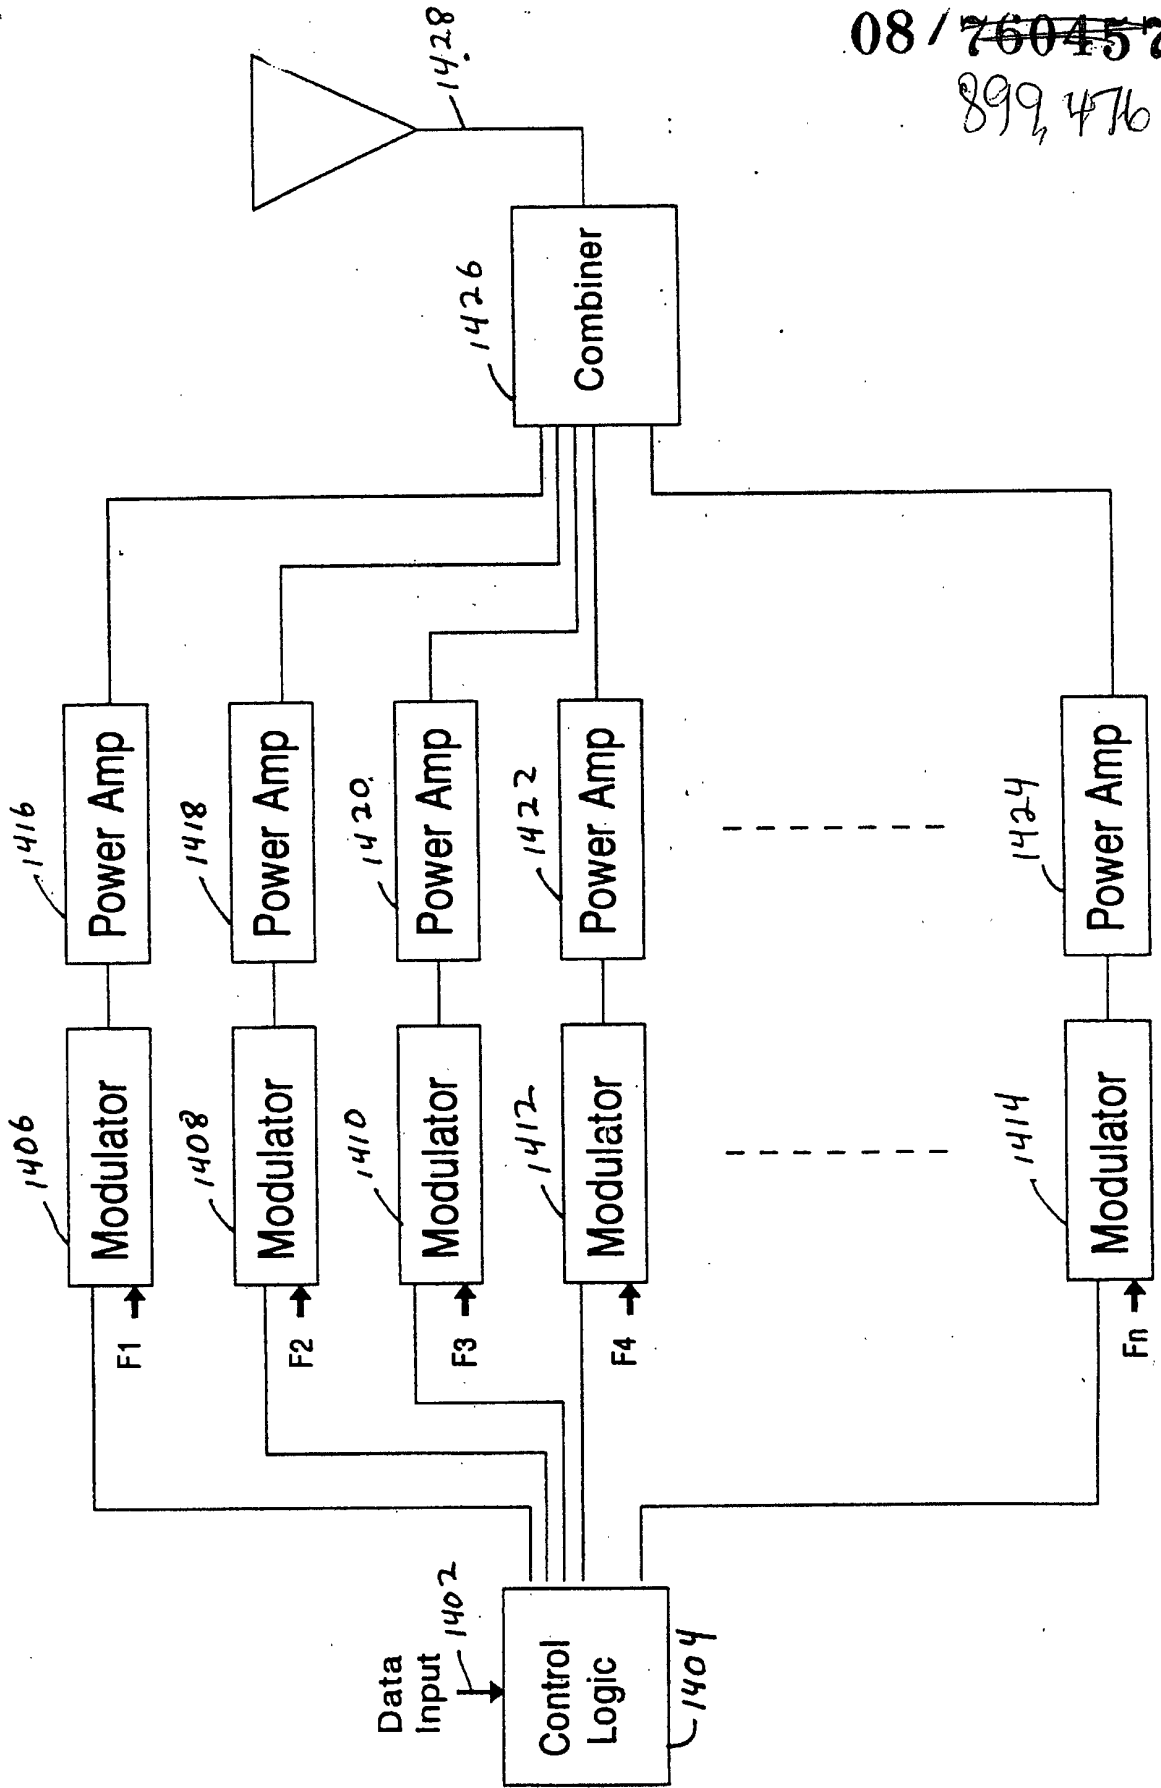 08/760457
899,476
1428
1426
Combiner
1416
Power Amp
1418
Power Amp
1420
Power Amp
1422
Power Amp
1424
Power Amp
1406
Modulator
1408
Modulator
1410
Modulator
1412
Modulator
1414
Modulator
F1
F2
F3
F4
Fn
Data
Input
1402
Control
Logic
1404